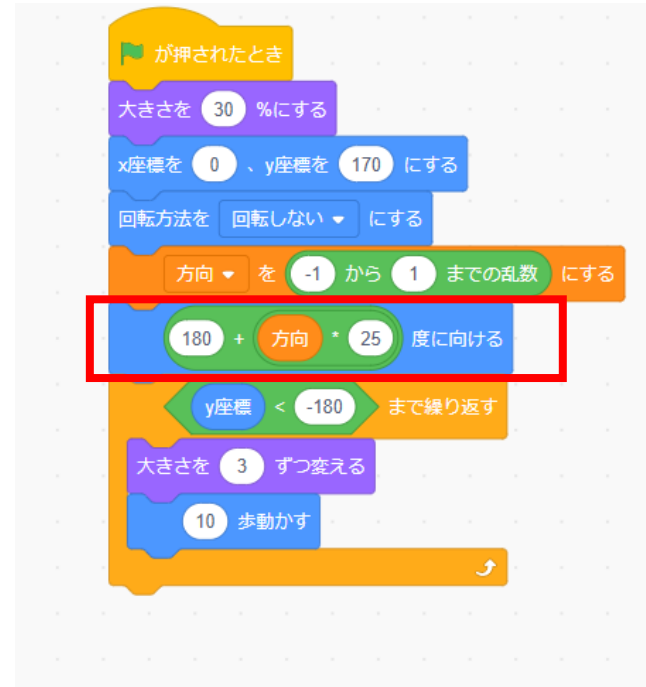 が押されたとき
大きさを 30 %にする
x座標を 0 、y座標を 170 にする
回転方法を 回転しない にする
方向 を -1 から 1 までの乱数 にする
180 + 方向 * 25 度に向ける
y座標 < -180 まで繰り返す
大きさを 3 ずつ変える
10 歩動かす